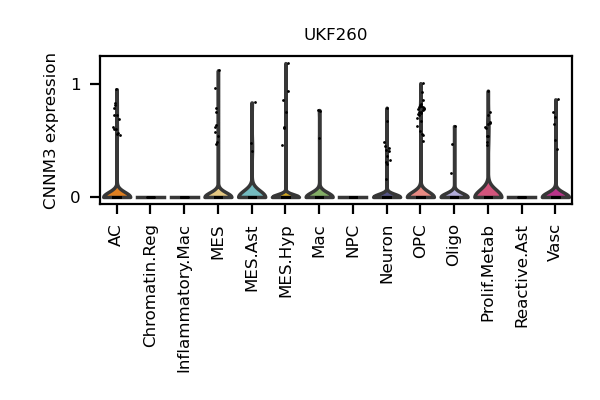 UKF260
CNNM3 expression
1
0
AC
Chromatin.Reg
Inflammatory.Mac
MES
MES.Ast
MES.Hyp
Mac
NPC
Neuron
OPC
Oligo
Prolif.Metab
Reactive.Ast
Vasc